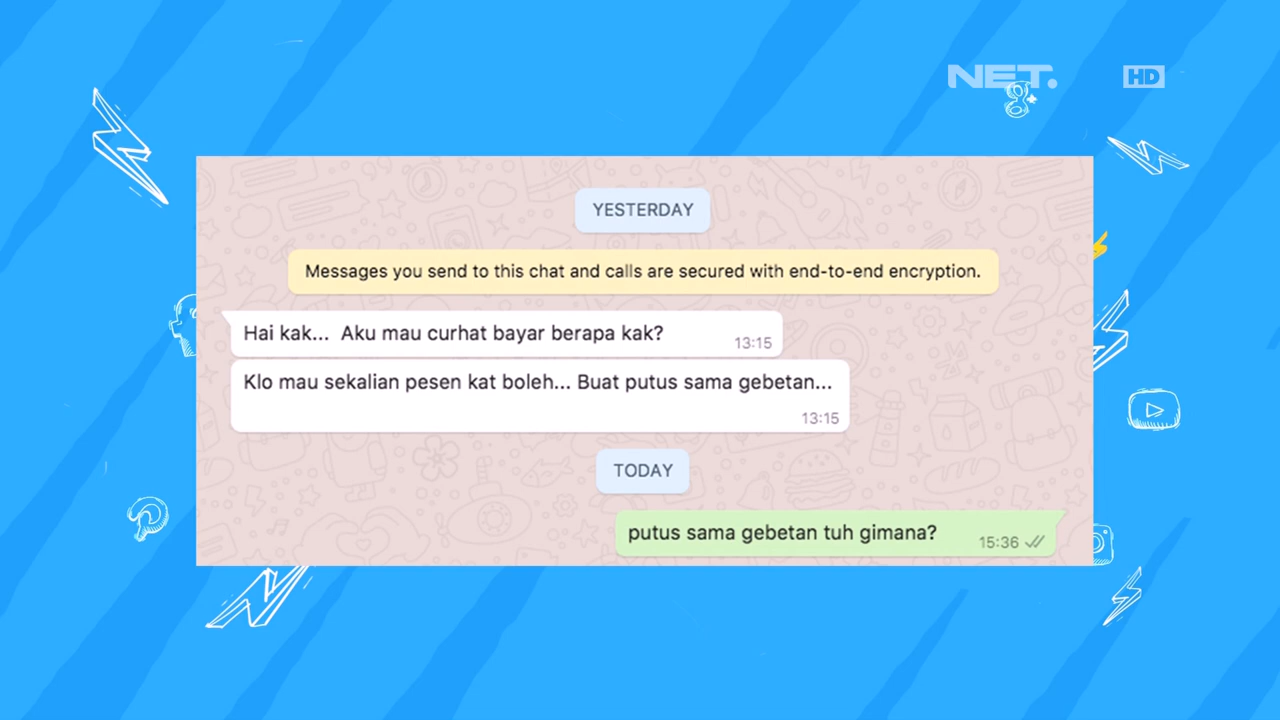 NET.
HD
YESTERDAY
Messages you send to this chat and calls are secured with end-to-end encryption.
Hai kak... Aku mau curhat bayar berapa kak?
13:15
Klo mau sekalian pesen kat boleh... Buat putus sama gebetan...
13:15
TODAY
putus sama gebetan tuh gimana?
15:36